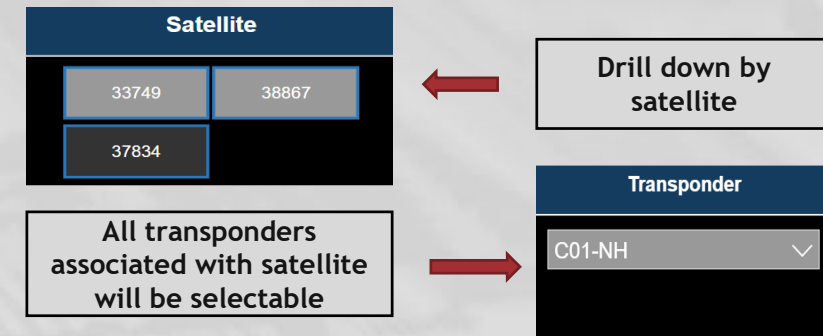 Satellite
33749
38867
37834
Drill down by
satellite
All transponders
associated with satellite
will be selectable
Transponder
C01-NH